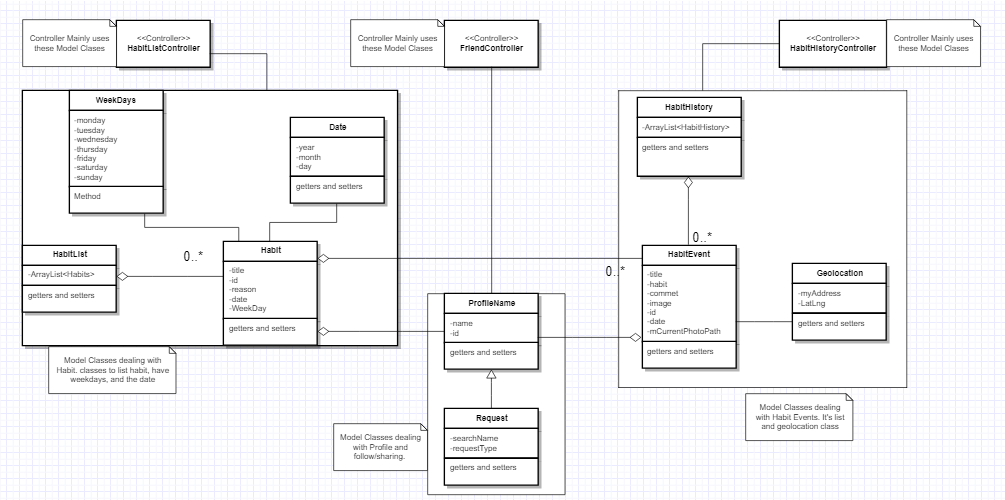 Controller Mainly uses
these Model Clases
<<Controller>>
HabitListController
Controller Mainly uses
these Model Clases
<<Controller>>
FriendController
<<Controller>>
HabitHistoryController
Controller Mainly uses
these Model Clases
WeekDays
-monday
-tuesday
-wednesday
-thursday
-friday
-saturday
-sunday
Method
Date
-year
-month
-day
getters and setters
HabitHistory
-ArrayList<HabitHistory>
getters and setters
HabitList
-ArrayList<Habits>
getters and setters
0..*
Habit
-title
-id
-reason
-date
-WeekDay
getters and setters
0..*
0..*
HabitEvent
-title
-habit
-commet
-image
-id
-date
-mCurrentPhotoPath
getters and setters
Geolocation
-myAddress
-LatLng
getters and setters
ProfileName
-name
-id
getters and setters
Model Classes dealing with
Habit. classes to list habit, have
weekdays, and the date
Request
-searchName
-requestType
getters and setters
Model Classes dealing
with Profile and
follow/sharing.
Model Classes dealing
with Habit Events. It's list
and geolocation class